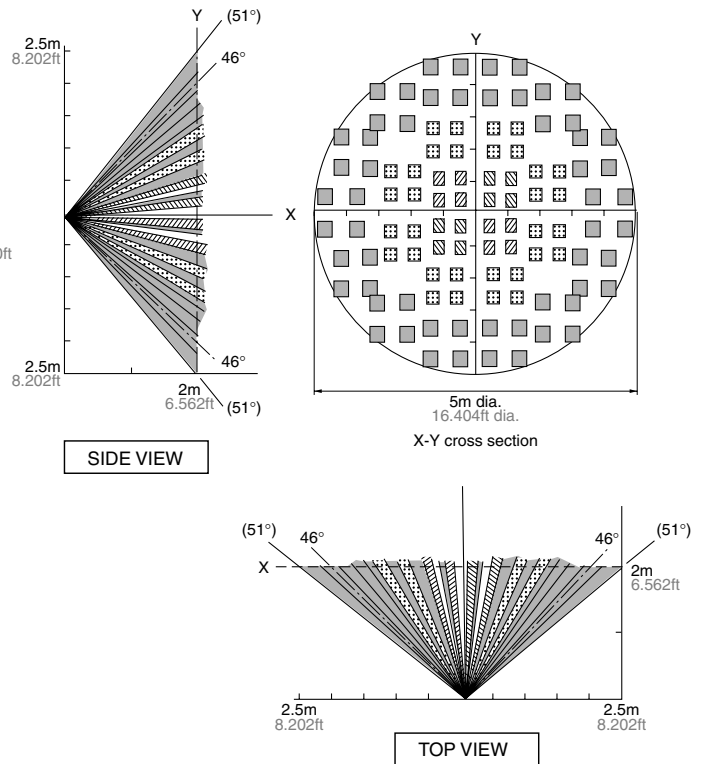 Y
(51°)
2.5m
8.202ft
46°
X
0ft
2.5m
8.202ft
46°
2m
6.562ft
(51°)
SIDE VIEW
Y
5m dia.
16.404ft dia.
X-Y cross section
(51°)
46°
X
46°
(51°)
2m
6.562ft
2.5m
8.202ft
2.5m
8.202ft
TOP VIEW